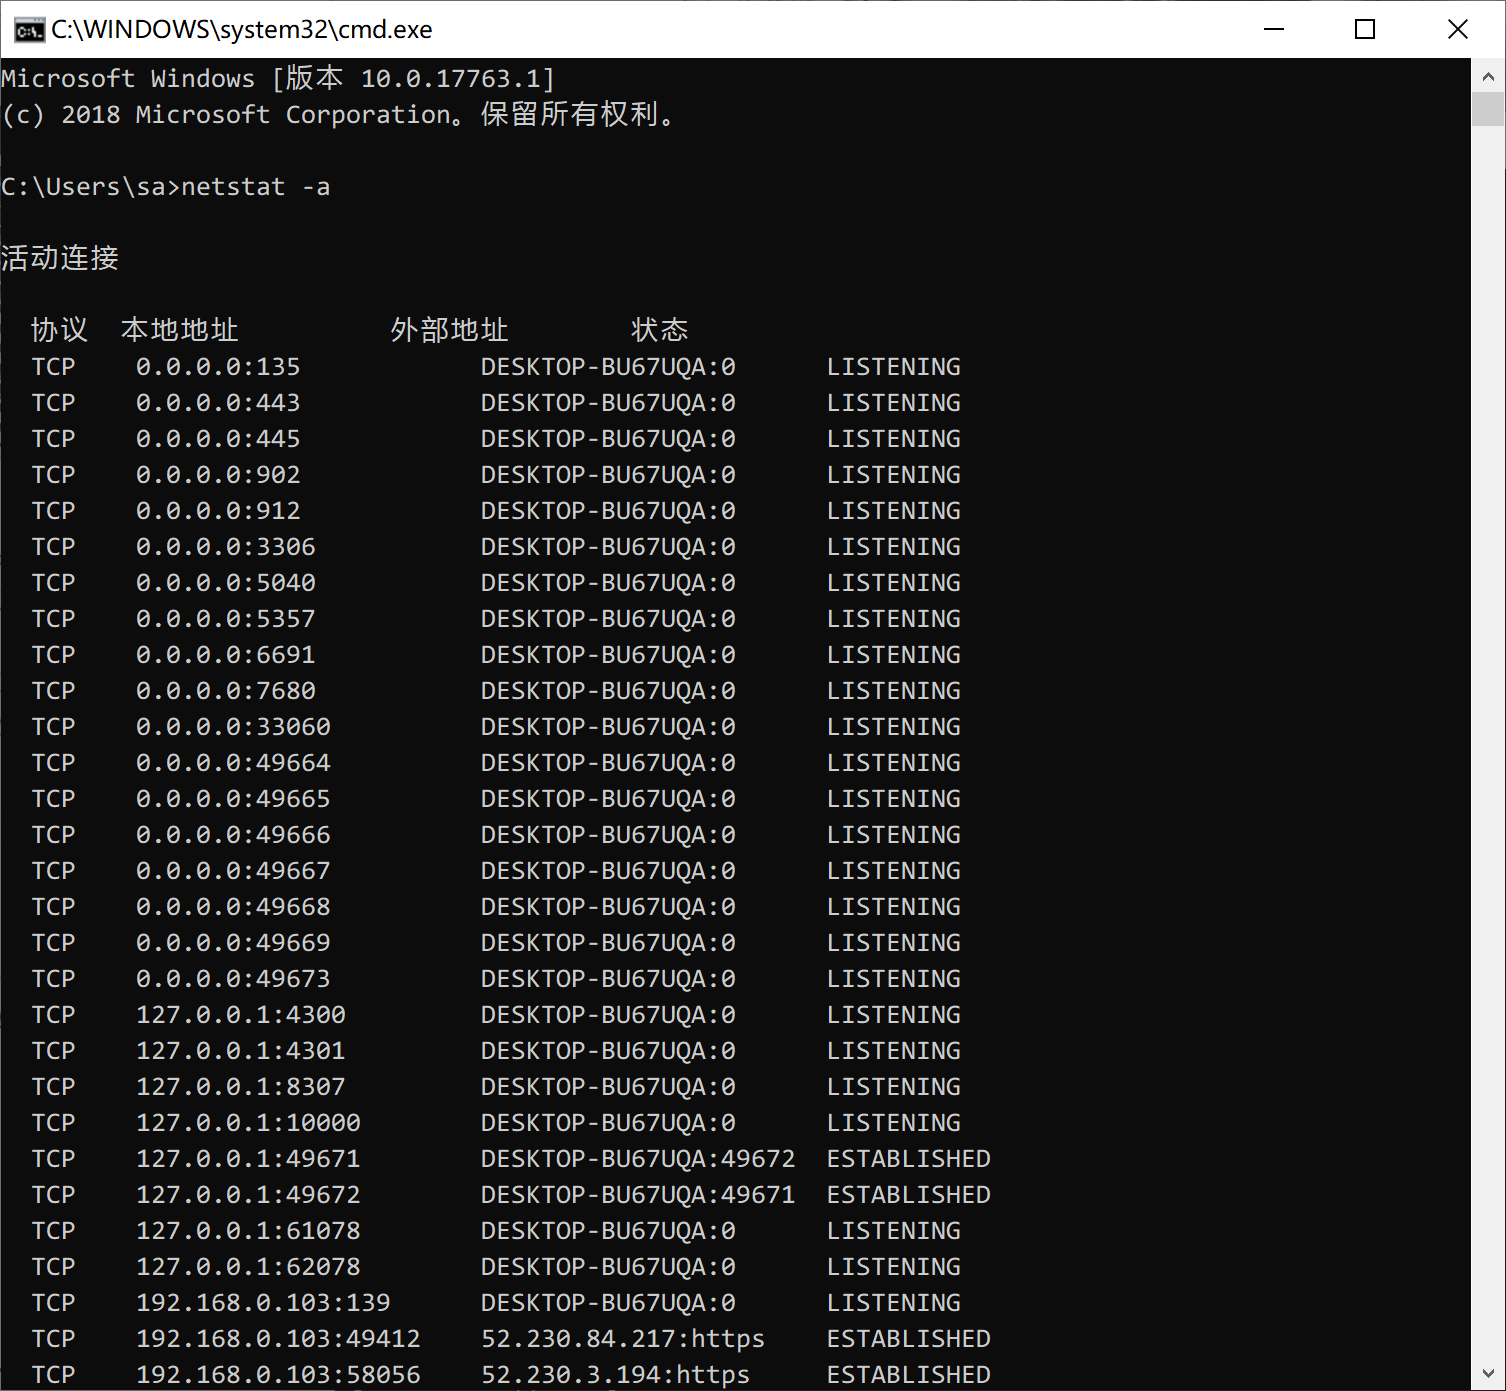 C:\WINDOWS\system32\cmd.exe
Microsoft Windows [版本 10.0.17763.1]
(c) 2018 Microsoft Corporation。保留所有权利。
C:\Users\sa>netstat -a
活动连接
协议 本地地址 外部地址 状态
TCP 0.0.0.0:135 DESKTOP-BU67UQA:0 LISTENING
TCP 0.0.0.0:443 DESKTOP-BU67UQA:0 LISTENING
TCP 0.0.0.0:445 DESKTOP-BU67UQA:0 LISTENING
TCP 0.0.0.0:902 DESKTOP-BU67UQA:0 LISTENING
TCP 0.0.0.0:912 DESKTOP-BU67UQA:0 LISTENING
TCP 0.0.0.0:3306 DESKTOP-BU67UQA:0 LISTENING
TCP 0.0.0.0:5040 DESKTOP-BU67UQA:0 LISTENING
TCP 0.0.0.0:5357 DESKTOP-BU67UQA:0 LISTENING
TCP 0.0.0.0:6691 DESKTOP-BU67UQA:0 LISTENING
TCP 0.0.0.0:7680 DESKTOP-BU67UQA:0 LISTENING
TCP 0.0.0.0:33060 DESKTOP-BU67UQA:0 LISTENING
TCP 0.0.0.0:49664 DESKTOP-BU67UQA:0 LISTENING
TCP 0.0.0.0:49665 DESKTOP-BU67UQA:0 LISTENING
TCP 0.0.0.0:49666 DESKTOP-BU67UQA:0 LISTENING
TCP 0.0.0.0:49667 DESKTOP-BU67UQA:0 LISTENING
TCP 0.0.0.0:49668 DESKTOP-BU67UQA:0 LISTENING
TCP 0.0.0.0:49669 DESKTOP-BU67UQA:0 LISTENING
TCP 0.0.0.0:49673 DESKTOP-BU67UQA:0 LISTENING
TCP 127.0.0.1:4300 DESKTOP-BU67UQA:0 LISTENING
TCP 127.0.0.1:4301 DESKTOP-BU67UQA:0 LISTENING
TCP 127.0.0.1:8307 DESKTOP-BU67UQA:0 LISTENING
TCP 127.0.0.1:10000 DESKTOP-BU67UQA:0 LISTENING
TCP 127.0.0.1:49671 DESKTOP-BU67UQA:49672 ESTABLISHED
TCP 127.0.0.1:49672 DESKTOP-BU67UQA:49671 ESTABLISHED
TCP 127.0.0.1:61078 DESKTOP-BU67UQA:0 LISTENING
TCP 127.0.0.1:62078 DESKTOP-BU67UQA:0 LISTENING
TCP 192.168.0.103:139 DESKTOP-BU67UQA:0 LISTENING
TCP 192.168.0.103:49412 52.230.84.217:https ESTABLISHED
TCP 192.168.0.103:58056 52.230.3.194:https ESTABLISHED